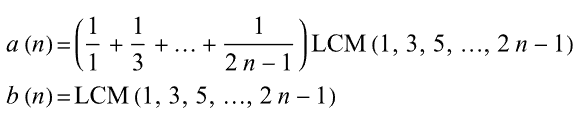 a (n) = (1/1 + 1/3 + ... + 1/(2 n − 1)) LCM (1, 3, 5, ..., 2 n − 1)
b (n) = LCM (1, 3, 5, ..., 2 n − 1)